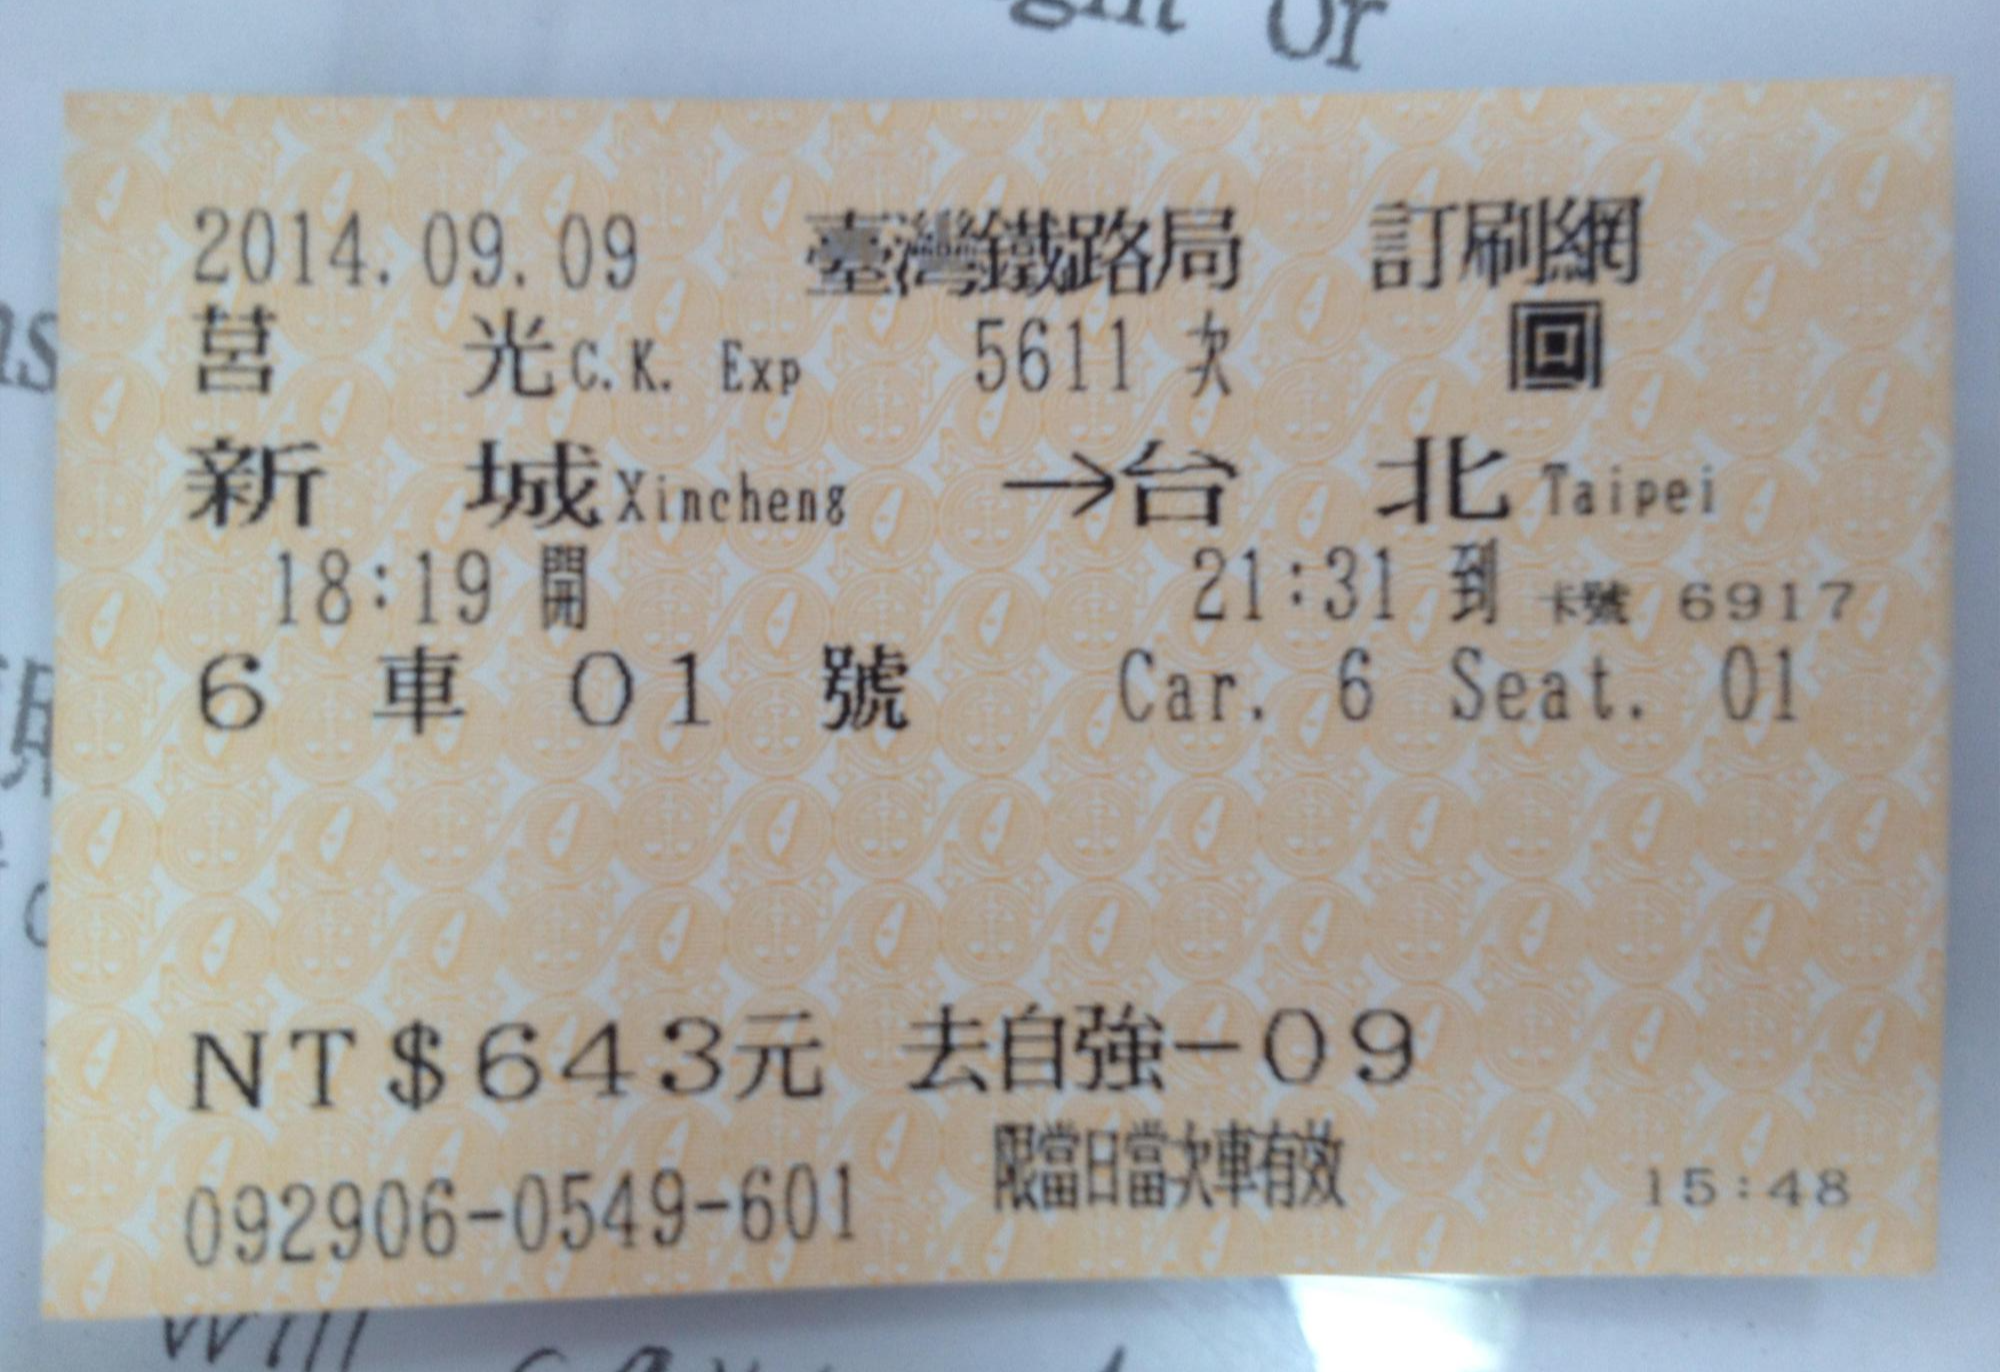 ght or
2014.09.09 臺灣鐵路局 訂刷網
莒光 C.K. Exp 5611 次 回
新城 Xincheng →台北 Taipei
18:19 開 21:31 到 卡號 6917
6 車 01 號 Car. 6 Seat. 01
NT$643元 去自強-09
限當日當次車有效
092906-0549-601 15:48
will